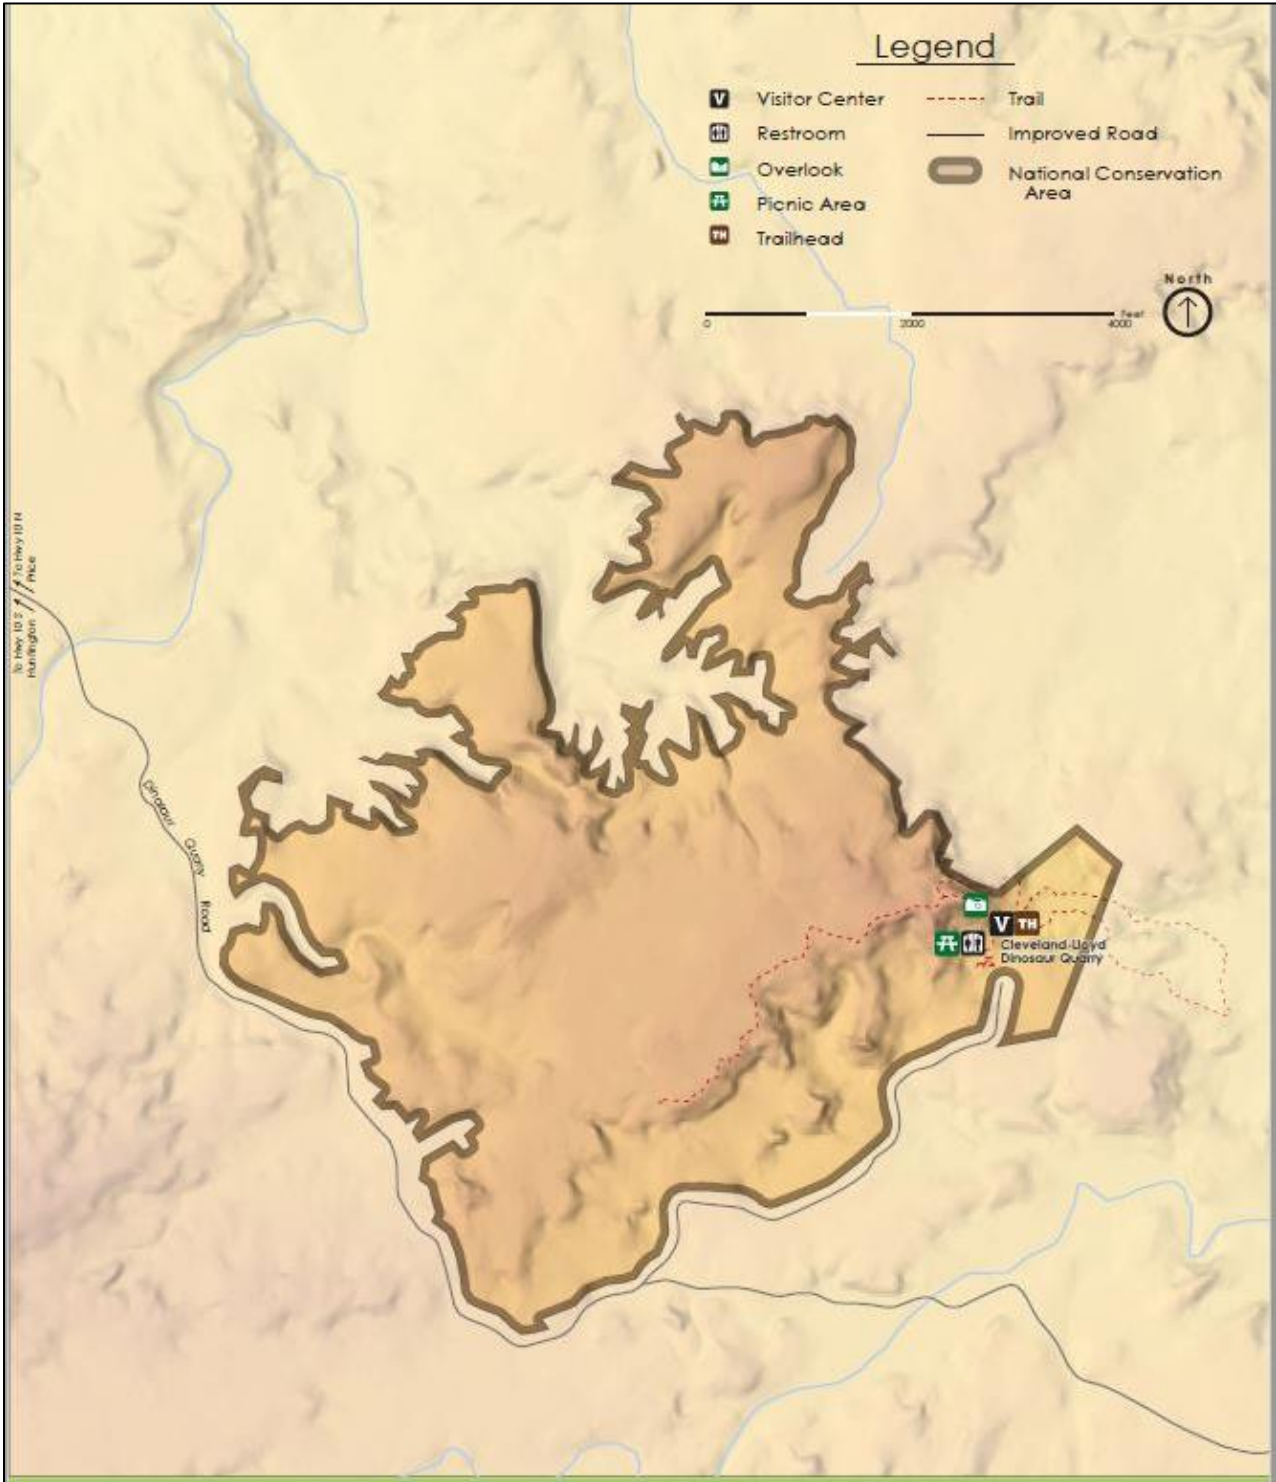 Legend
V Visitor Center
Restroom
Overlook
Picnic Area
TH Trailhead
Trail
Improved Road
National Conservation
Area
North
0 2000 4000 Feet
To Hwy 10 N
Price
To Hwy 10 S
Huntington
Dinosaur Quarry Road
V TH
Cleveland-Lloyd
Dinosaur Quarry